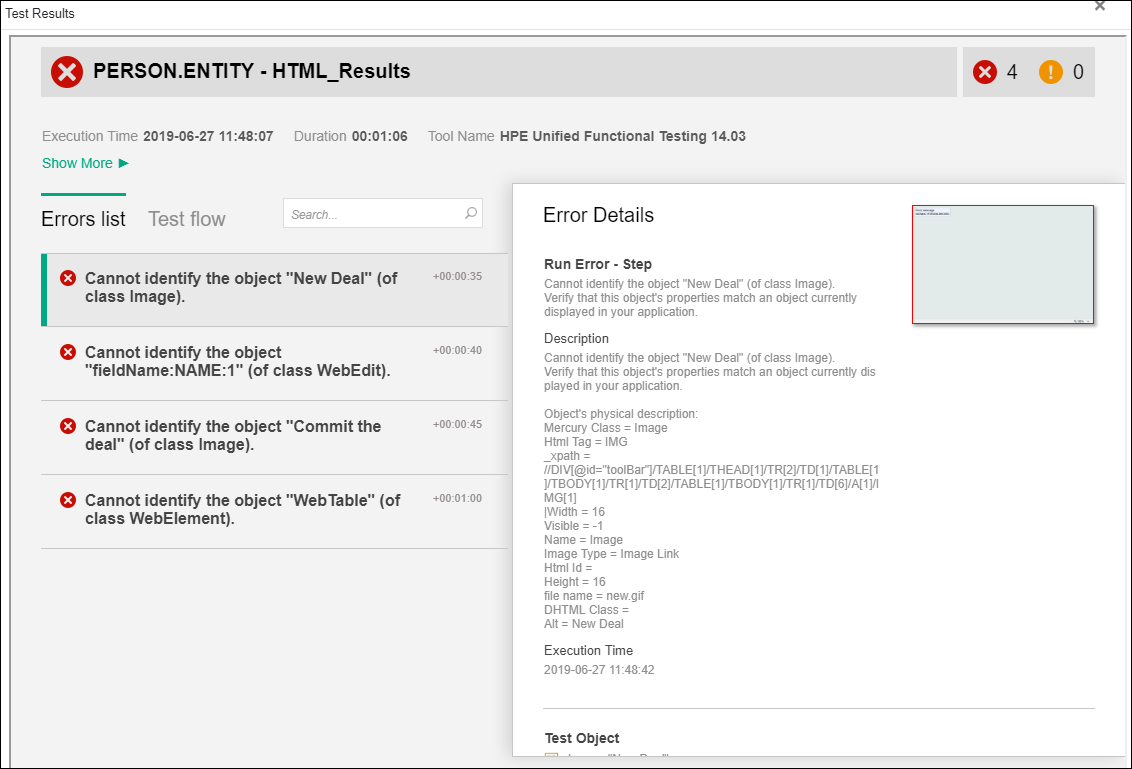 Test Results
PERSON.ENTITY - HTML_Results
4
0
Execution Time 2019-06-27 11:48:07 Duration 00:01:06 Tool Name HPE Unified Functional Testing 14.03
Show More
Errors list
Test flow
Search...
Cannot identify the object "New Deal" (of
class Image).
+00:00:35
Cannot identify the object
"fieldName:NAME:1" (of class WebEdit).
+00:00:40
Cannot identify the object "Commit the
deal" (of class Image).
+00:00:45
Cannot identify the object "WebTable" (of
class WebElement).
+00:01:00
Error Details
Run Error - Step
Cannot identify the object "New Deal" (of class Image).
Verify that this object's properties match an object currently
displayed in your application.
Description
Cannot identify the object "New Deal" (of class Image).
Verify that this object's properties match an object currently dis
played in your application.
Object's physical description:
Mercury Class = Image
Html Tag = IMG
_xpath =
//DIV[@id="toolBar"]/TABLE[1]/THEAD[1]/TR[2]/TD[1]/TABLE[1
]/TBODY[1]/TR[1]/TD[2]/TABLE[1]/TBODY[1]/TR[1]/TD[6]/A[1]/I
MG[1]
|Width = 16
Visible = -1
Name = Image
Image Type = Image Link
Html Id =
Height = 16
file name = new.gif
DHTML Class =
Alt = New Deal
Execution Time
2019-06-27 11:48:42
Test Object